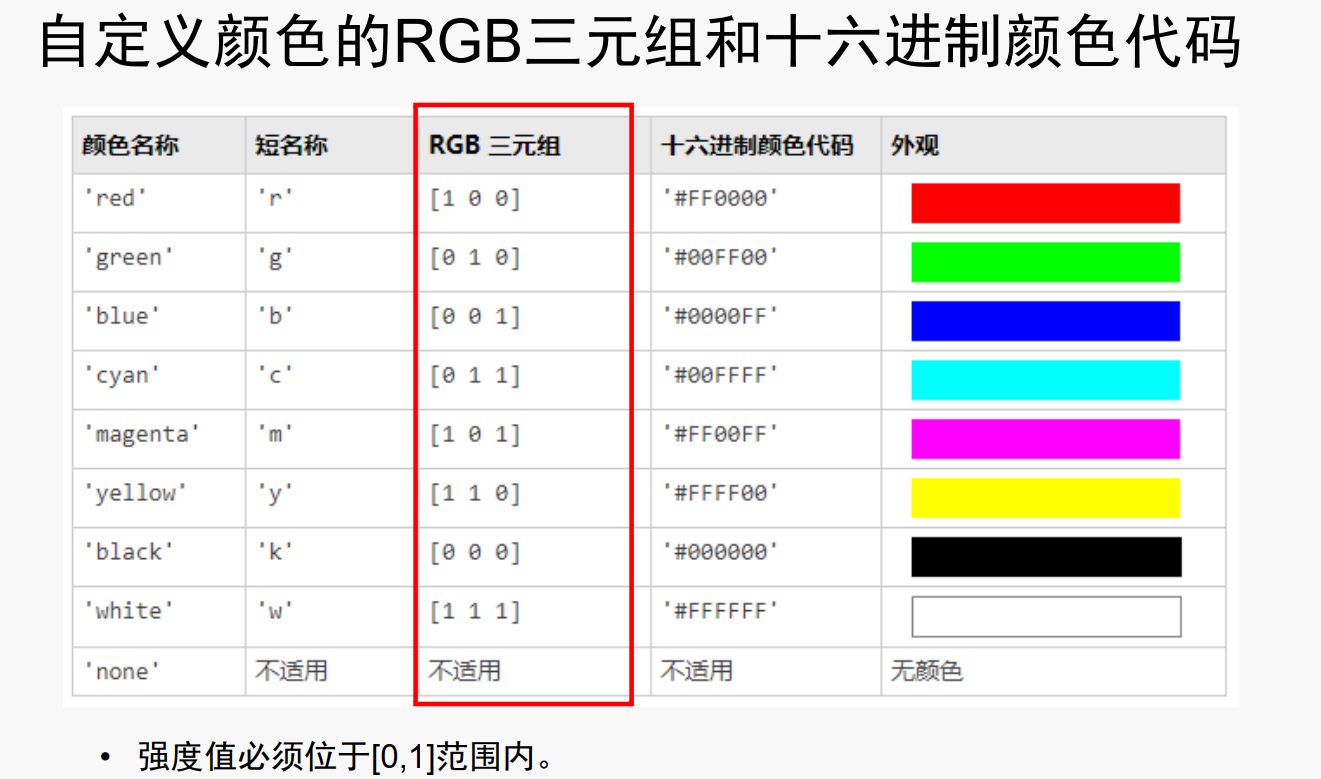 自定义颜色的RGB三元组和十六进制颜色代码
颜色名称 短名称 RGB 三元组 十六进制颜色代码 外观
'red' 'r' [1 0 0] '#FF0000'
'green' 'g' [0 1 0] '#00FF00'
'blue' 'b' [0 0 1] '#0000FF'
'cyan' 'c' [0 1 1] '#00FFFF'
'magenta' 'm' [1 0 1] '#FF00FF'
'yellow' 'y' [1 1 0] '#FFFF00'
'black' 'k' [0 0 0] '#000000'
'white' 'w' [1 1 1] '#FFFFFF'
'none' 不适用 不适用 不适用 无颜色
• 强度值必须位于[0,1]范围内。